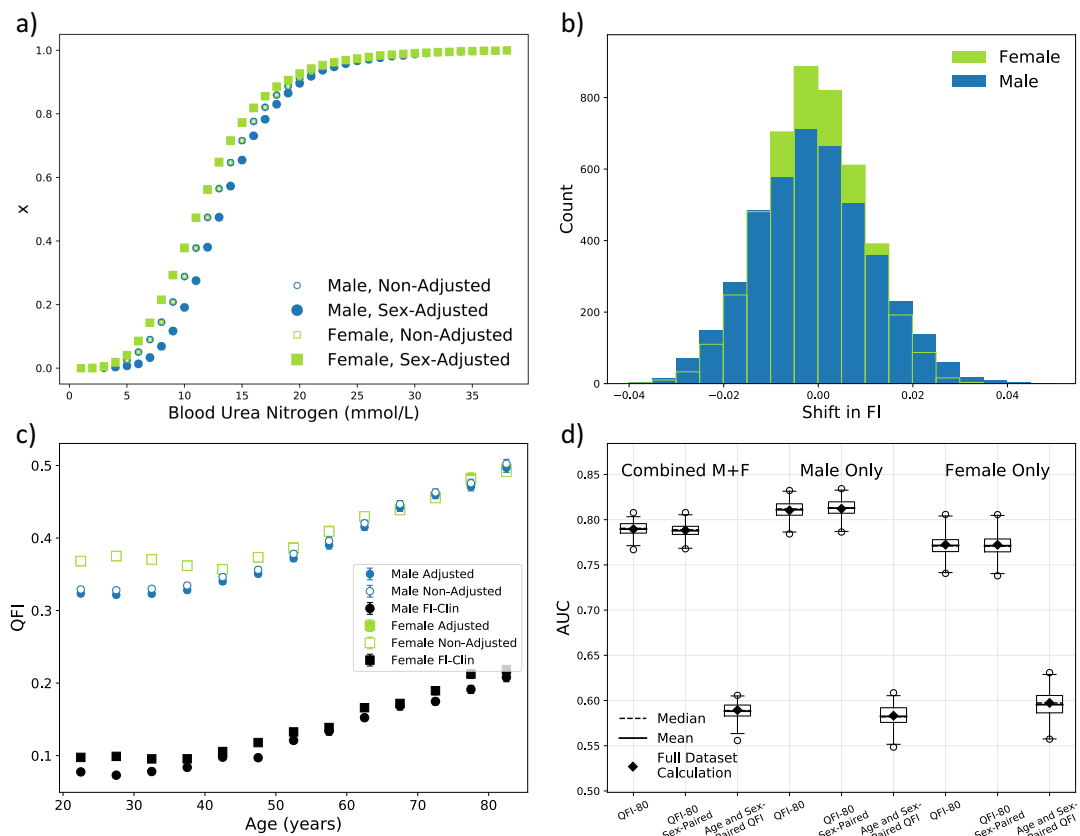 a)
1.0
0.8
0.6
0.4
0.2
0.0
x
Male, Non-Adjusted
Male, Sex-Adjusted
Female, Non-Adjusted
Female, Sex-Adjusted
0 5 10 15 20 25 30 35
Blood Urea Nitrogen (mmol/L)
b)
Female
Male
800
600
400
200
0
Count
−0.04 −0.02 0.00 0.02 0.04
Shift in FI
c)
0.5
0.4
0.3
0.2
0.1
QFI
Male Adjusted
Male Non-Adjusted
Male FI-Clin
Female Adjusted
Female Non-Adjusted
Female FI-Clin
20 30 40 50 60 70 80
Age (years)
d)
Combined M+F Male Only Female Only
0.85
0.80
0.75
0.70
0.65
0.60
0.55
0.50
AUC
Median
Mean
Full Dataset
Calculation
QFI-80
QFI-80
Sex-Paired
Age and Sex-
Paired QFI
QFI-80
QFI-80
Sex-Paired
Age and Sex-
Paired QFI
QFI-80
QFI-80
Sex-Paired
Age and Sex-
Paired QFI